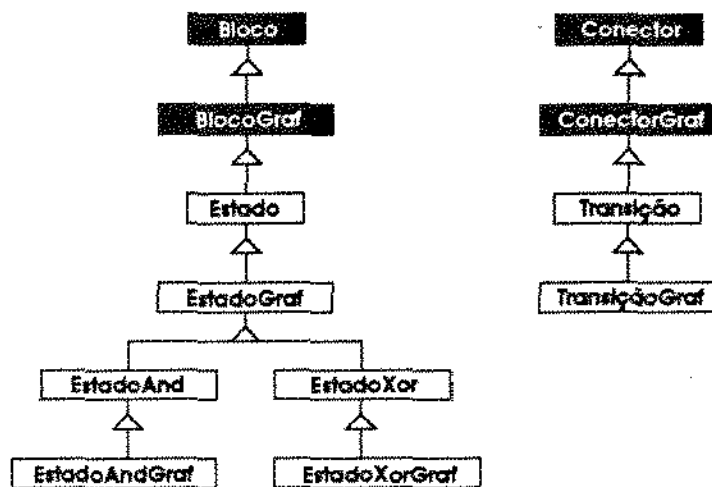 Bloco
Conector
BlocoGraf
ConectorGraf
Estado
Transição
EstadoGraf
TransiçãoGraf
EstadoAnd
EstadoXor
EstadoAndGraf
EstadoXorGraf